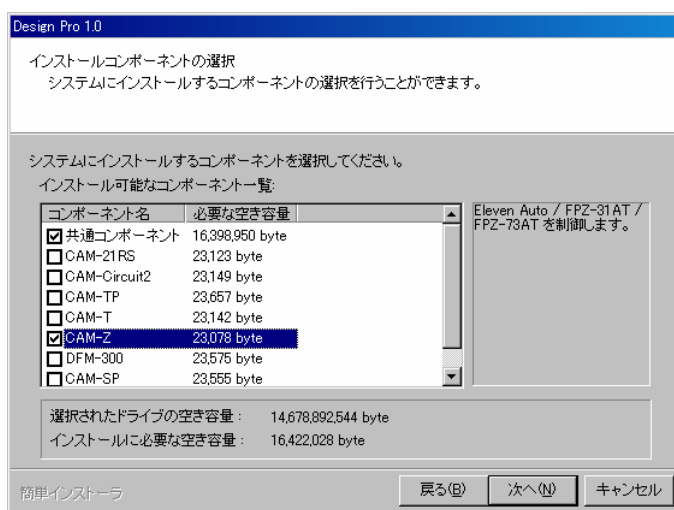 Design Pro 1.0
インストールコンポーネントの選択
システムにインストールするコンポーネントの選択を行うことができます。
システムにインストールするコンポーネントを選択してください。
インストール可能なコンポーネント一覧:
コンポーネント名 必要な空き容量
共通コンポーネント 16,398,950 byte
CAM-21RS 23,123 byte
CAM-Circuit2 23,149 byte
CAM-TP 23,657 byte
CAM-T 23,142 byte
CAM-Z 23,078 byte
DFM-300 23,575 byte
CAM-SP 23,555 byte
Eleven Auto / FPZ-31AT /
FPZ-73AT を制御します。
選択されたドライブの空き容量 : 14,678,892,544 byte
インストールに必要な空き容量 : 16,422,028 byte
簡単インストーラ
戻る(B) 次へ(N) キャンセル